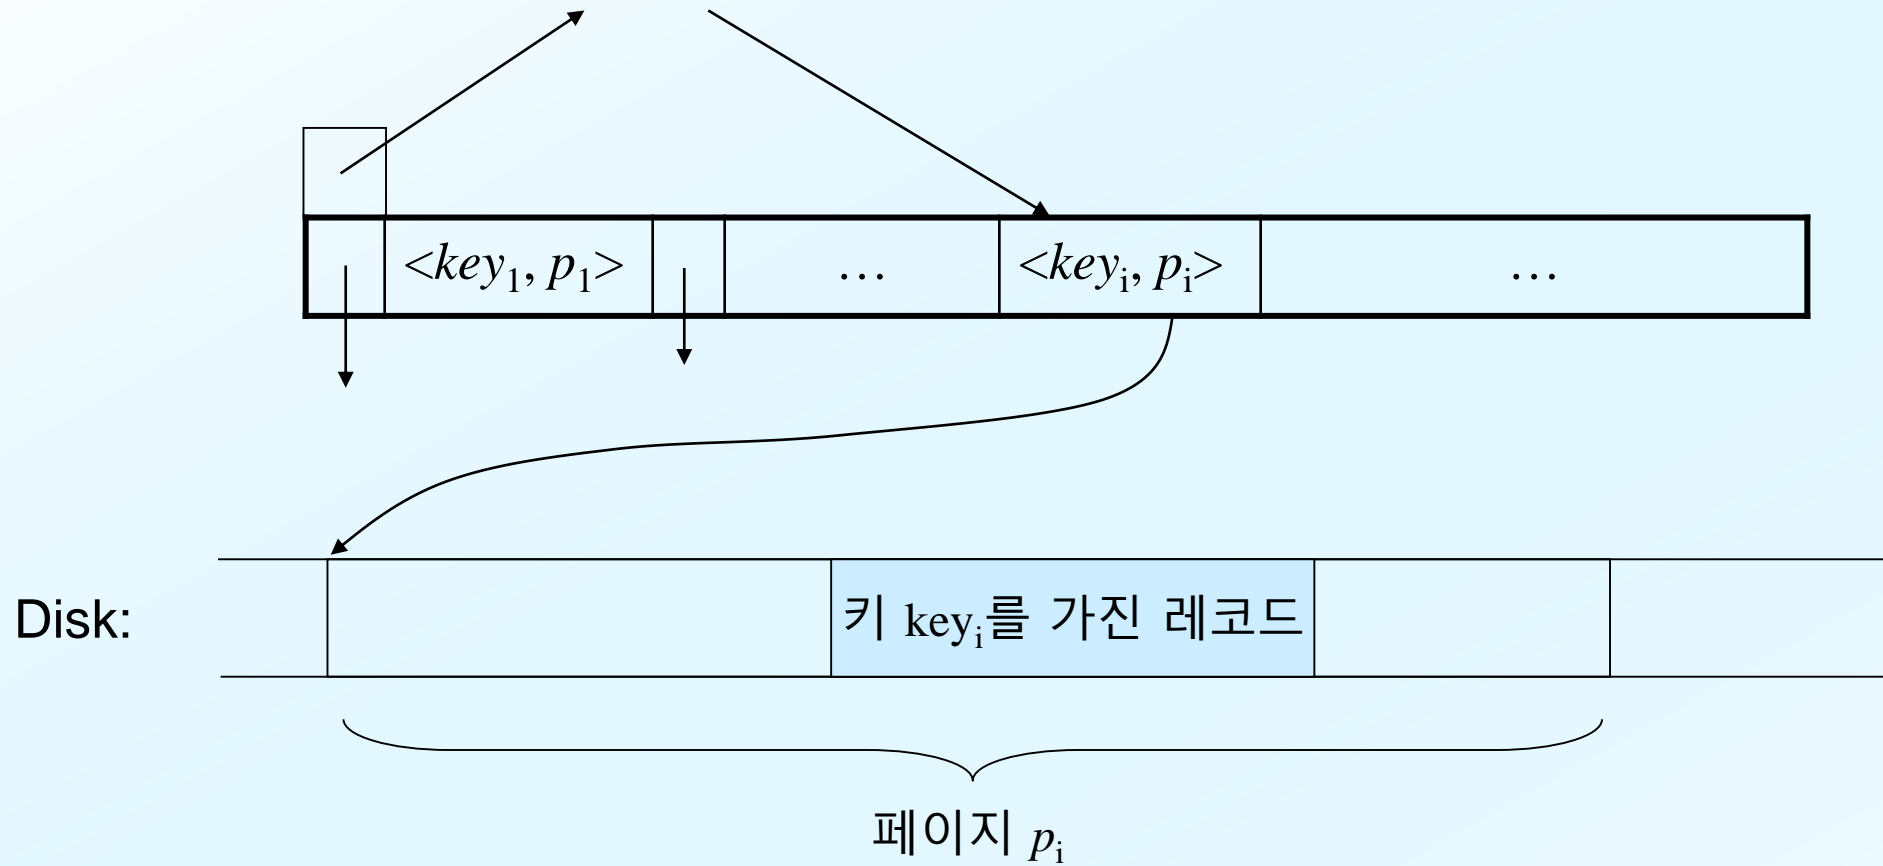 <key₁, p₁> … <keyᵢ, pᵢ> …
Disk: 키 keyᵢ를 가진 레코드
페이지 pᵢ